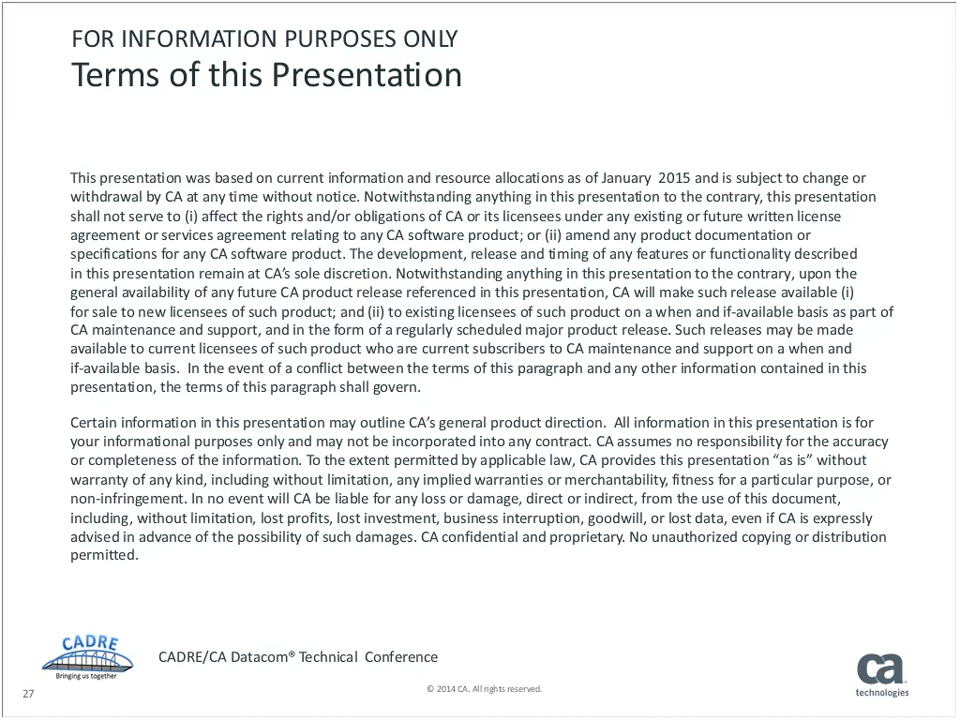 FOR INFORMATION PURPOSES ONLY
Terms of this Presentation
This presentation was based on current information and resource allocations as of January  2015 and is subject to change or
withdrawal by CA at any time without notice. Notwithstanding anything in this presentation to the contrary, this presentation
shall not serve to (i) affect the rights and/or obligations of CA or its licensees under any existing or future written license
agreement or services agreement relating to any CA software product; or (ii) amend any product documentation or
specifications for any CA software product. The development, release and timing of any features or functionality described
in this presentation remain at CA’s sole discretion. Notwithstanding anything in this presentation to the contrary, upon the
general availability of any future CA product release referenced in this presentation, CA will make such release available (i)
for sale to new licensees of such product; and (ii) to existing licensees of such product on a when and if-available basis as part of
CA maintenance and support, and in the form of a regularly scheduled major product release. Such releases may be made
available to current licensees of such product who are current subscribers to CA maintenance and support on a when and
if-available basis.  In the event of a conflict between the terms of this paragraph and any other information contained in this
presentation, the terms of this paragraph shall govern.
Certain information in this presentation may outline CA’s general product direction.  All information in this presentation is for
your informational purposes only and may not be incorporated into any contract. CA assumes no responsibility for the accuracy
or completeness of the information. To the extent permitted by applicable law, CA provides this presentation “as is” without
warranty of any kind, including without limitation, any implied warranties or merchantability, fitness for a particular purpose, or
non-infringement. In no event will CA be liable for any loss or damage, direct or indirect, from the use of this document,
including, without limitation, lost profits, lost investment, business interruption, goodwill, or lost data, even if CA is expressly
advised in advance of the possibility of such damages. CA confidential and proprietary. No unauthorized copying or distribution
permitted.
CADRE
Bringing us together
CADRE/CA Datacom® Technical  Conference
27
© 2014 CA. All rights reserved.
ca
technologies